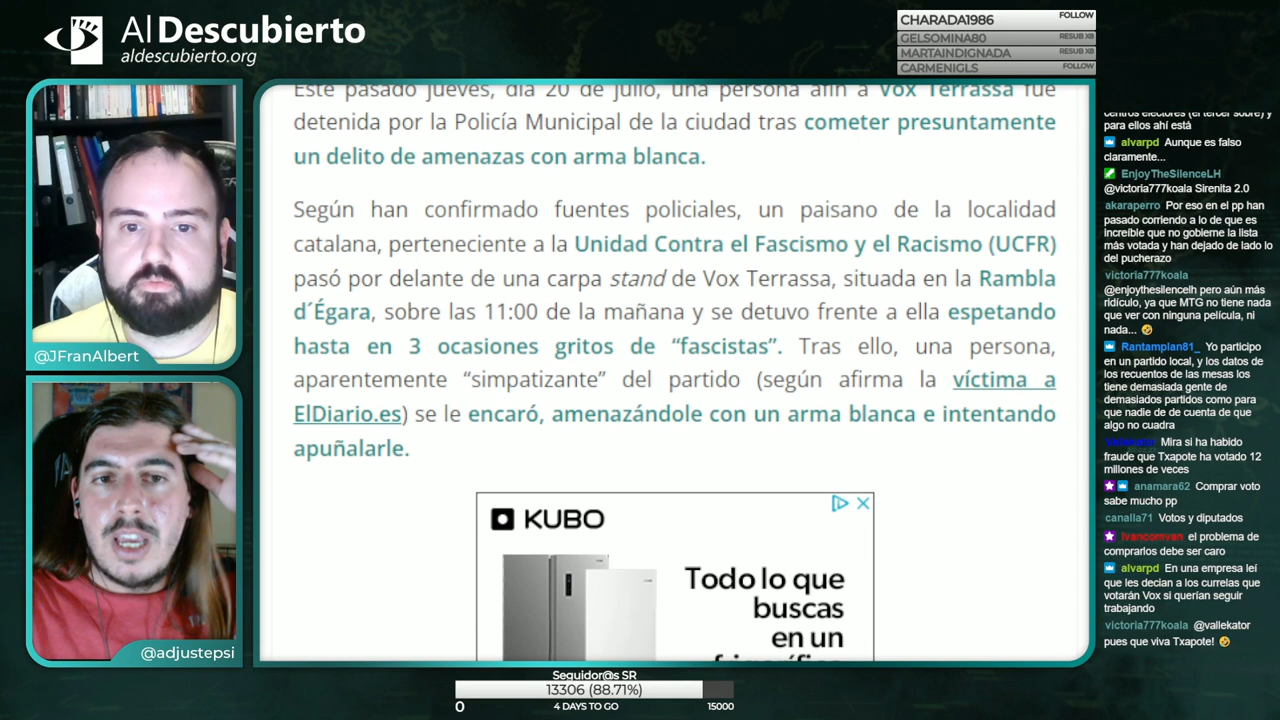 Al Descubierto
aldescubierto.org
CHARADA1986 FOLLOW
GELSOMINA80 RESUB X8
MARTAINDIGNADA RESUB X8
CARMENIGLS FOLLOW
@JFranAlbert
@adjustepsi
Este pasado jueves, día 20 de julio, una persona afín a Vox Terrassa fue
detenida por la Policía Municipal de la ciudad tras cometer presuntamente
un delito de amenazas con arma blanca.
Según han confirmado fuentes policiales, un paisano de la localidad
catalana, perteneciente a la Unidad Contra el Fascismo y el Racismo (UCFR)
pasó por delante de una carpa stand de Vox Terrassa, situada en la Rambla
d´Égara, sobre las 11:00 de la mañana y se detuvo frente a ella espetando
hasta en 3 ocasiones gritos de “fascistas”. Tras ello, una persona,
aparentemente “simpatizante” del partido (según afirma la víctima a
ElDiario.es) se le encaró, amenazándole con un arma blanca e intentando
apuñalarle.
KUBO
Todo lo que
buscas
en un
frigorífico
centros electores (el tercer sobre) y
para ellos ahí está
alvarpd Aunque es falso
claramente...
EnjoyTheSilenceLH
@victoria777koala Sirenita 2.0
akaraperro Por eso en el pp han
pasado corriendo a lo de que es
increíble que no gobierne la lista
más votada y han dejado de lado lo
del pucherazo
victoria777koala
@enjoythesilencelh pero aún más
ridículo, ya que MTG no tiene nada
que ver con ninguna película, ni
nada... 🤣
Rantamplan81_ Yo participo
en un partido local, y los datos de
los recuentos de las mesas los
tiene demasiada gente de
demasiados partidos como para
que nadie de de cuenta de que
algo no cuadra
Vallekator Mira si ha habido
fraude que Txapote ha votado 12
millones de veces
anamara62 Comprar voto
sabe mucho pp
canalla71 Votos y diputados
ivancomvan el problema de
comprarlos debe ser caro
alvarpd En una empresa leí
que les decian a los currelas que
votarán Vox si querían seguir
trabajando
victoria777koala @vallekator
pues que viva Txapote! 🤣
Seguidor@s SR
13306 (88.71%)
0 4 DAYS TO GO 15000